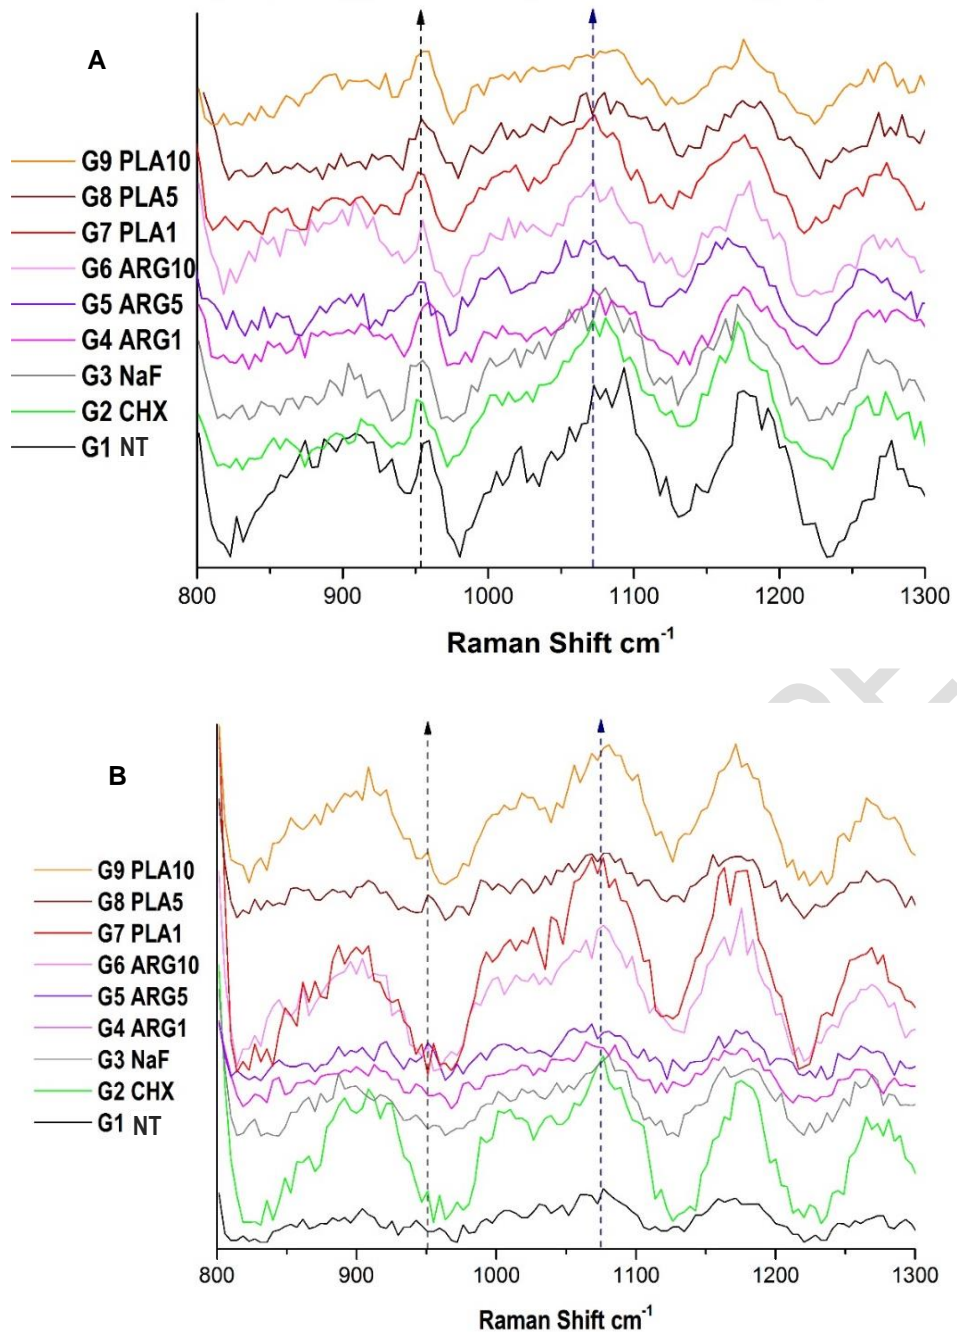 A
G9 PLA10
G8 PLA5
G7 PLA1
G6 ARG10
G5 ARG5
G4 ARG1
G3 NaF
G2 CHX
G1 NT
800 900 1000 1100 1200 1300
Raman Shift cm-1
B
G9 PLA10
G8 PLA5
G7 PLA1
G6 ARG10
G5 ARG5
G4 ARG1
G3 NaF
G2 CHX
G1 NT
800 900 1000 1100 1200 1300
Raman Shift cm-1